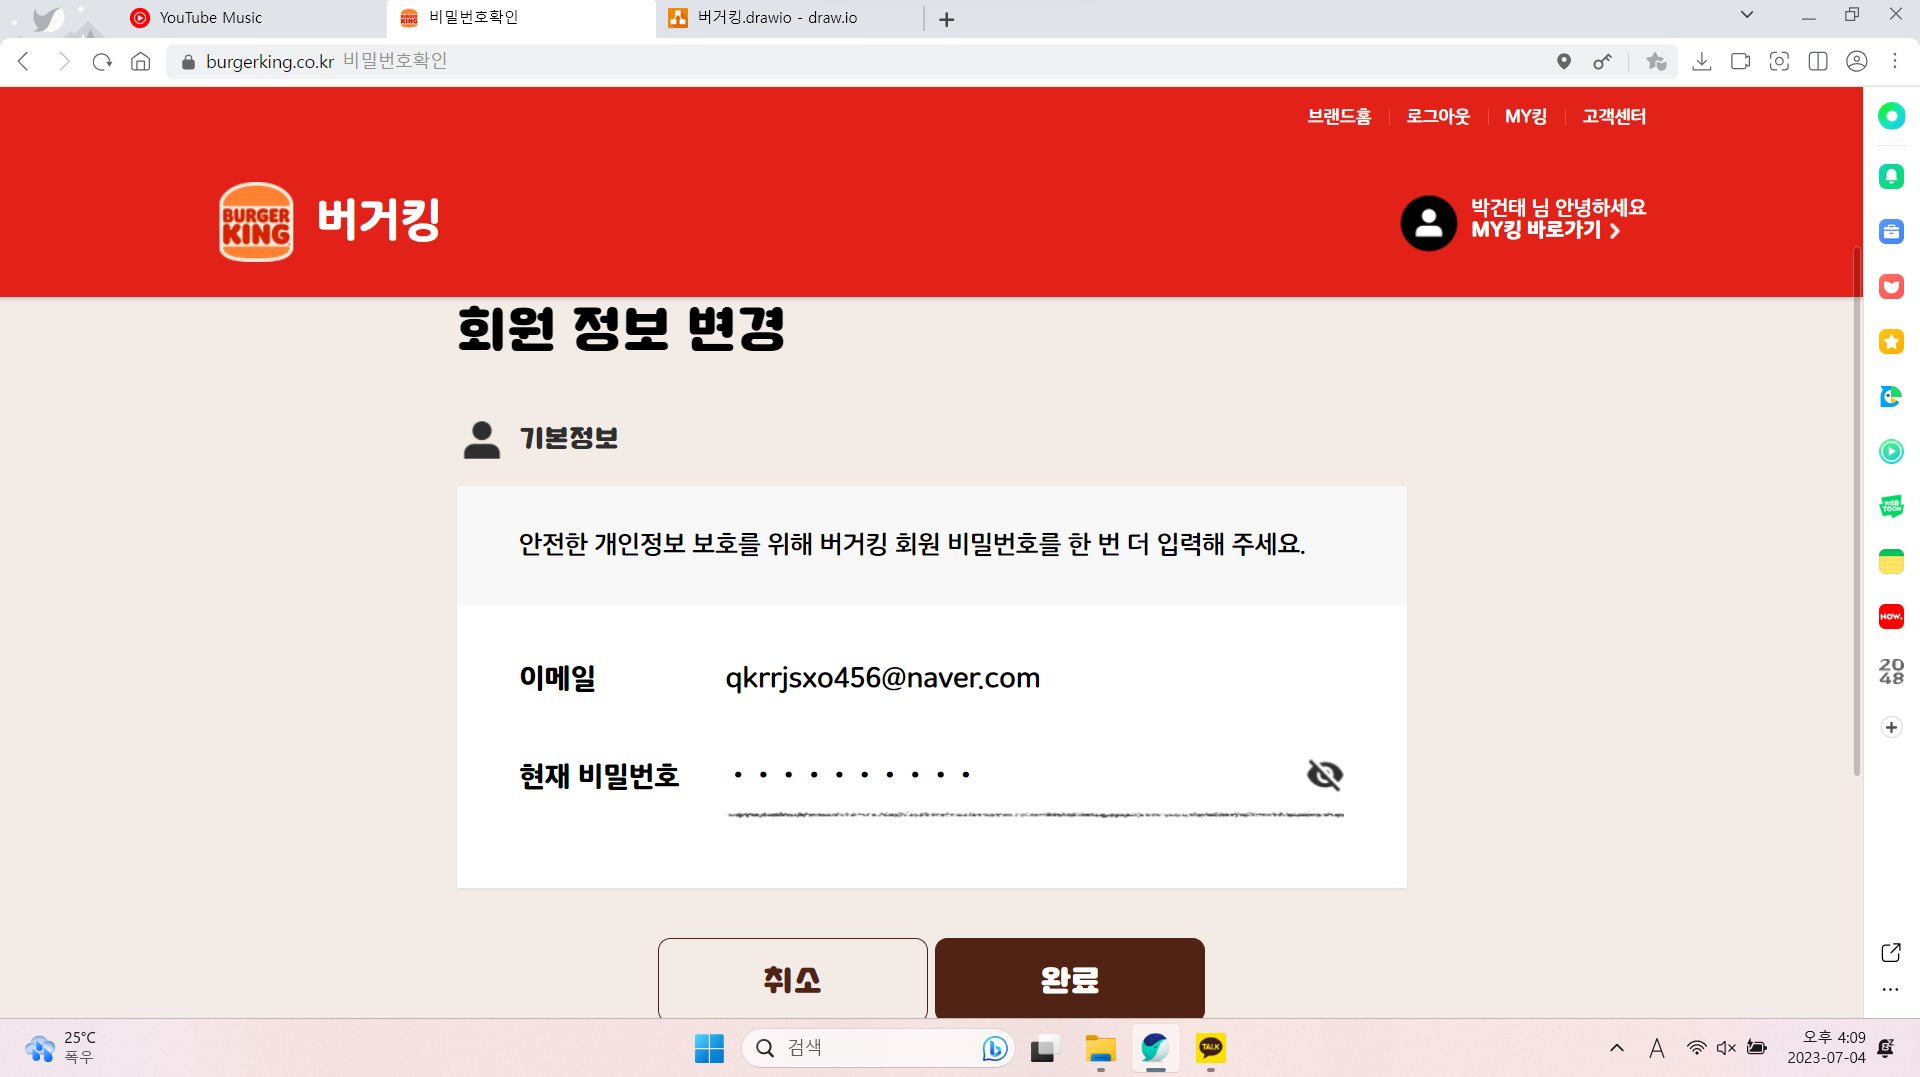 YouTube Music
비밀번호확인
버거킹.drawio - draw.io
burgerking.co.kr 비밀번호확인
브랜드홈
로그아웃
MY킹
고객센터
BURGER
KING
버거킹
박건태 님 안녕하세요
MY킹 바로가기
회원 정보 변경
기본정보
안전한 개인정보 보호를 위해 버거킹 회원 비밀번호를 한 번 더 입력해 주세요.
이메일
qkrrjsxo456@naver.com
현재 비밀번호
취소
완료
WEB
TOON
NOW.
20
48
25°C
폭우
검색
TALK
A
오후 4:09
2023-07-04